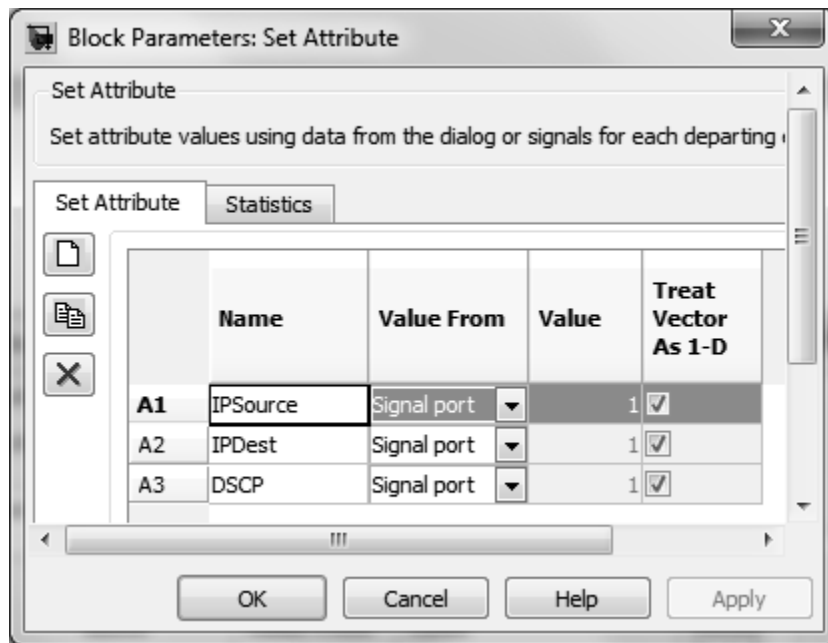 Block Parameters: Set Attribute
Set Attribute
Set attribute values using data from the dialog or signals for each departing
Set Attribute Statistics
Name Value From Value Treat Vector As 1-D
A1 IPSource Signal port 1
A2 IPDest Signal port 1
A3 DSCP Signal port 1
OK Cancel Help Apply